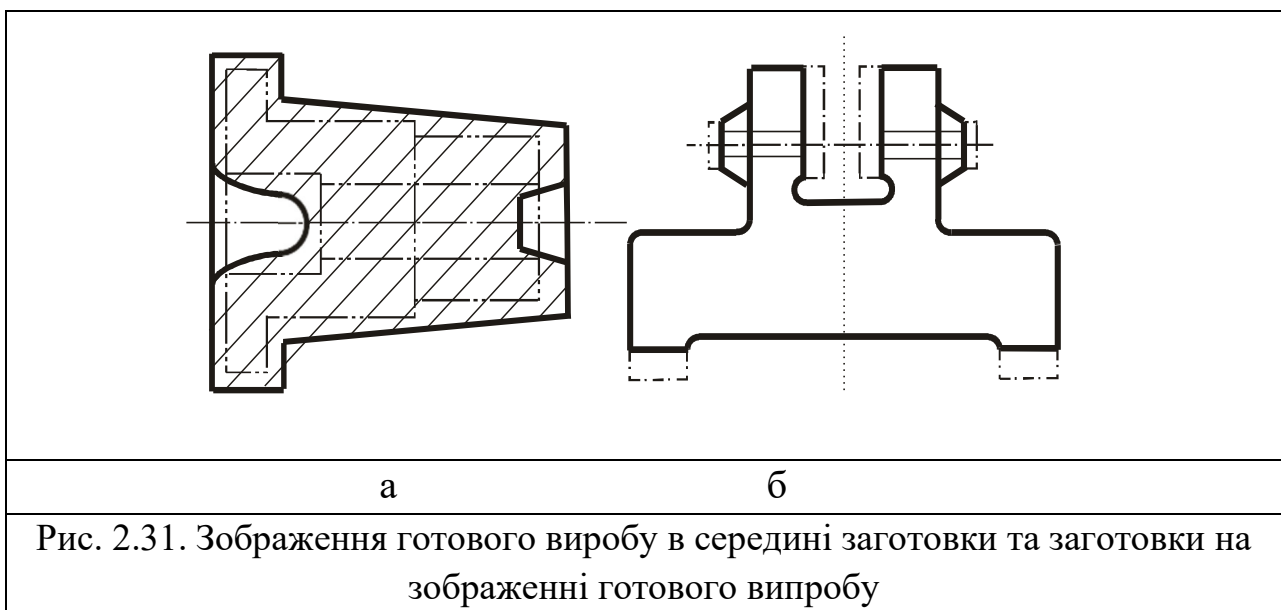 а
б
Рис. 2.31. Зображення готового виробу в середині заготовки та заготовки на
зображенні готового випробу